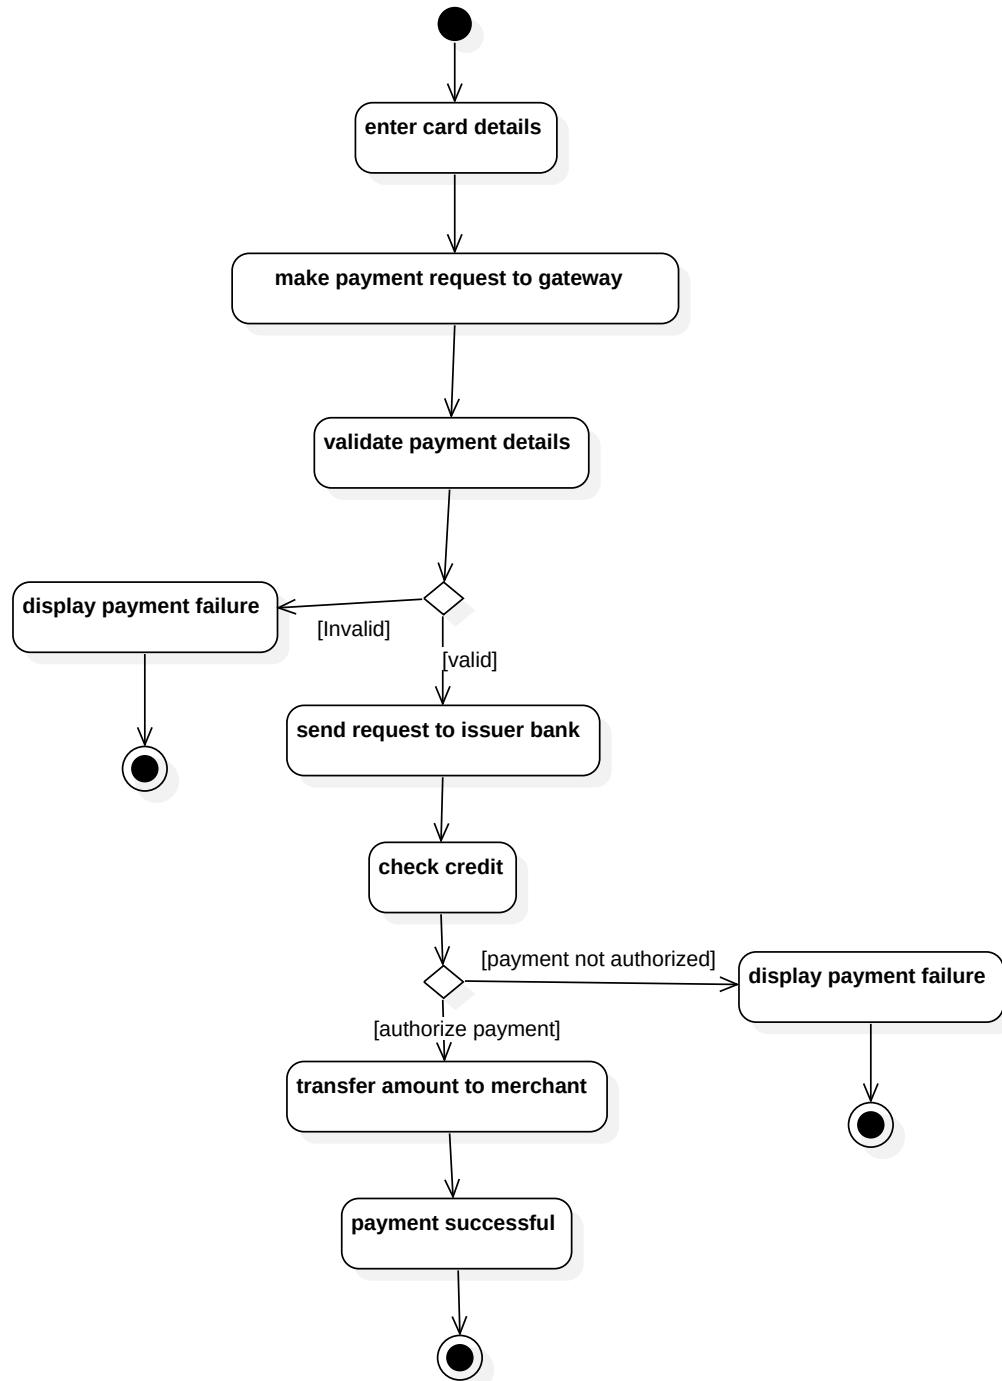 enter card details
make payment request to gateway
validate payment details
display payment failure
[Invalid]
[valid]
send request to issuer bank
check credit
[payment not authorized]
display payment failure
[authorize payment]
transfer amount to merchant
payment successful